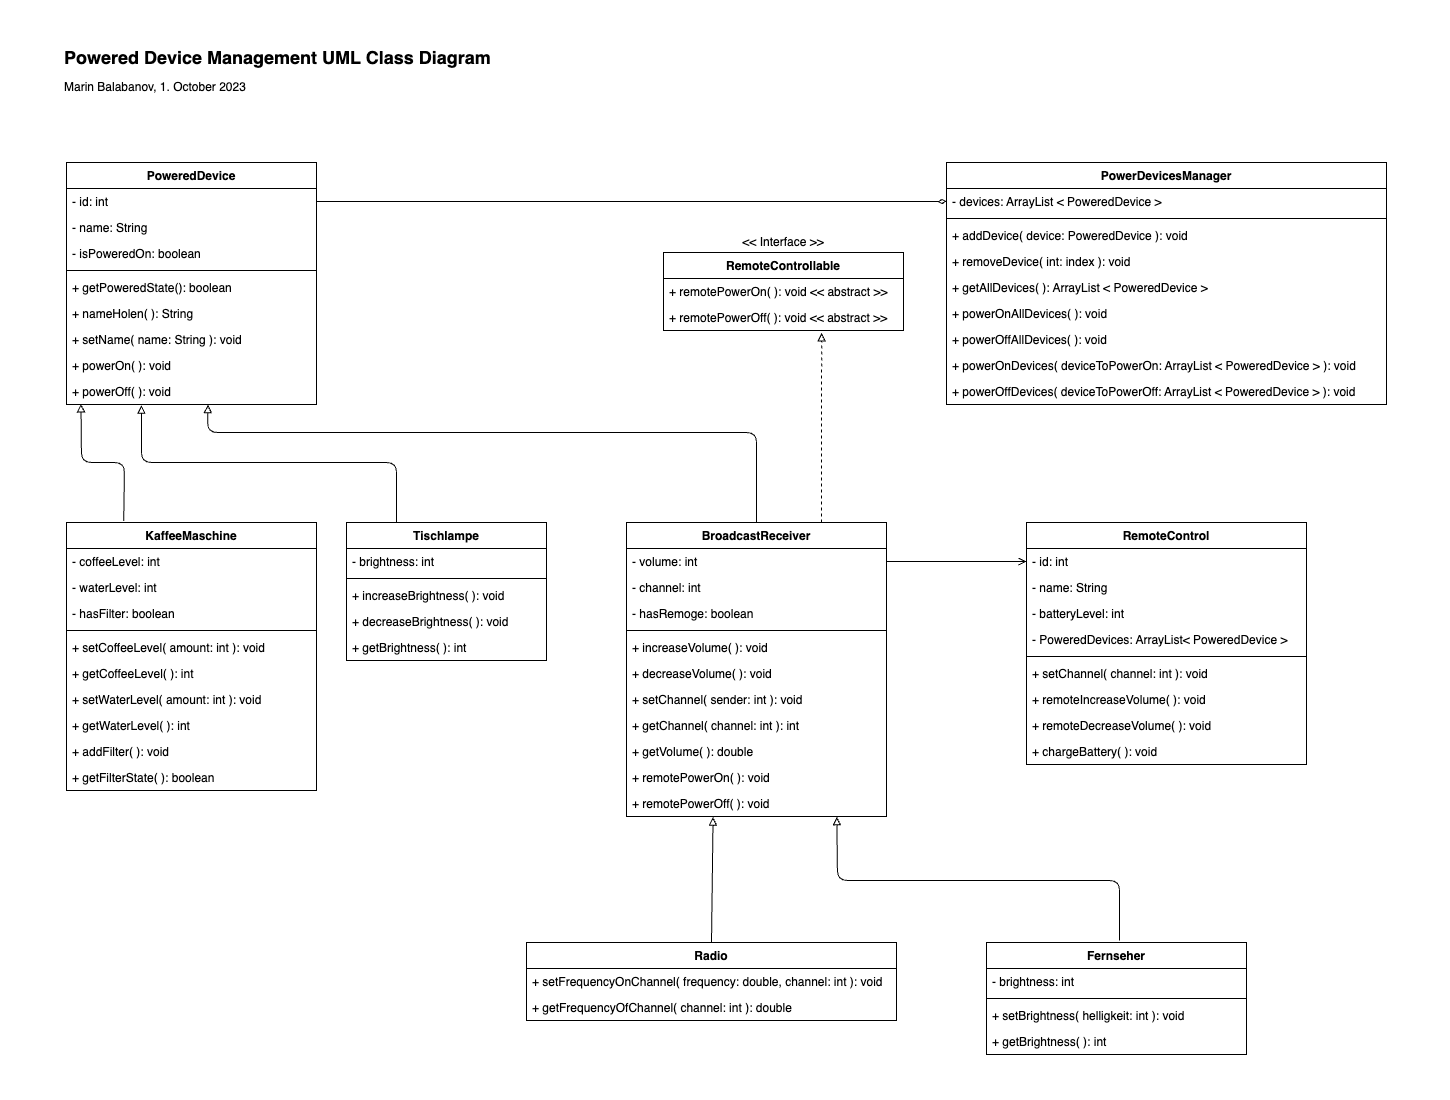 Powered Device Management UML Class Diagram
Marin Balabanov, 1. October 2023
PoweredDevice
- id: int
- name: String
- isPoweredOn: boolean
+ getPoweredState(): boolean
+ nameHolen( ): String
+ setName( name: String ): void
+ powerOn( ): void
+ powerOff( ): void
<< Interface >>
RemoteControllable
+ remotePowerOn( ): void << abstract >>
+ remotePowerOff( ): void << abstract >>
PowerDevicesManager
- devices: ArrayList < PoweredDevice >
+ addDevice( device: PoweredDevice ): void
+ removeDevice( int: index ): void
+ getAllDevices( ): ArrayList < PoweredDevice >
+ powerOnAllDevices( ): void
+ powerOffAllDevices( ): void
+ powerOnDevices( deviceToPowerOn: ArrayList < PoweredDevice > ): void
+ powerOffDevices( deviceToPowerOff: ArrayList < PoweredDevice > ): void
KaffeeMaschine
- coffeeLevel: int
- waterLevel: int
- hasFilter: boolean
+ setCoffeeLevel( amount: int ): void
+ getCoffeeLevel( ): int
+ setWaterLevel( amount: int ): void
+ getWaterLevel( ): int
+ addFilter( ): void
+ getFilterState( ): boolean
Tischlampe
- brightness: int
+ increaseBrightness( ): void
+ decreaseBrightness( ): void
+ getBrightness( ): int
BroadcastReceiver
- volume: int
- channel: int
- hasRemoge: boolean
+ increaseVolume( ): void
+ decreaseVolume( ): void
+ setChannel( sender: int ): void
+ getChannel( channel: int ): int
+ getVolume( ): double
+ remotePowerOn( ): void
+ remotePowerOff( ): void
RemoteControl
- id: int
- name: String
- batteryLevel: int
- PoweredDevices: ArrayList< PoweredDevice >
+ setChannel( channel: int ): void
+ remoteIncreaseVolume( ): void
+ remoteDecreaseVolume( ): void
+ chargeBattery( ): void
Radio
+ setFrequencyOnChannel( frequency: double, channel: int ): void
+ getFrequencyOfChannel( channel: int ): double
Fernseher
- brightness: int
+ setBrightness( helligkeit: int ): void
+ getBrightness( ): int